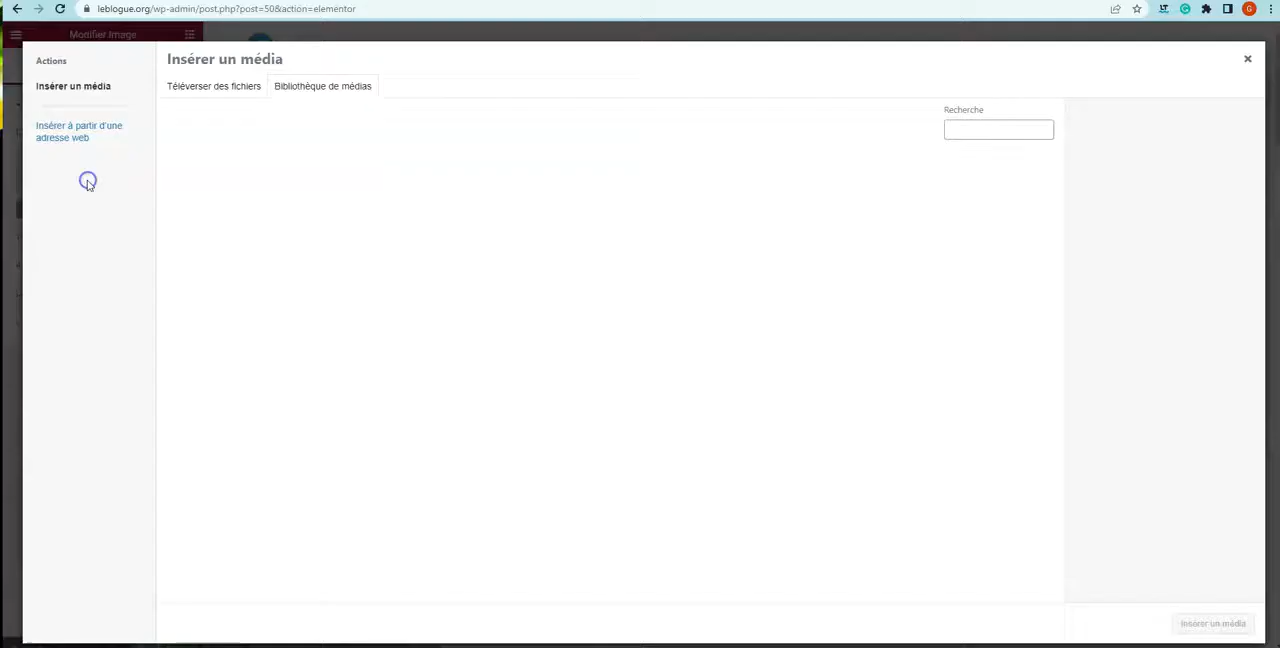 leblogue.org/wp-admin/post.php?post=50&action=elementor
Modifier Image
Actions
Insérer un média
Insérer à partir d'une
adresse web
Insérer un média
Téléverser des fichiers
Bibliothèque de médias
Recherche
Insérer un média